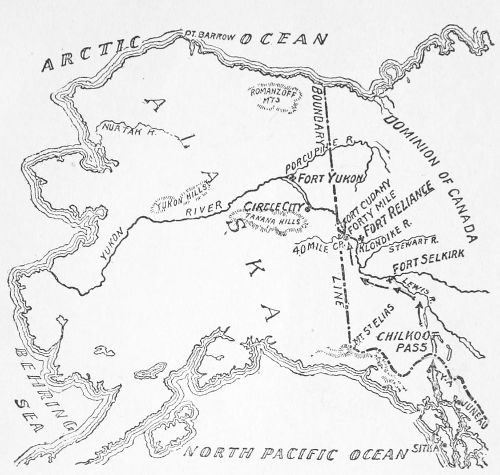 ARCTIC OCEAN
PT. BARROW
ROMANZOFF
MTS
BOUNDARY LINE
DOMINION OF CANADA
ALASKA
NURTAK R.
PORCUPINE R.
FORT YUKON
YUKON HILLS
YUKON RIVER
CIRCLE CITY
TAKANA HILLS
FORT CUDAHY
FORTY MILE
FORT RELIANCE
KLONDIKE R.
40 MILE CR.
STEWART R.
FORT SELKIRK
LEWIS R.
MT ST ELIAS
CHILKOOT
PASS
BEHRING
SEA
JUNEAU
SITKA
NORTH PACIFIC OCEAN